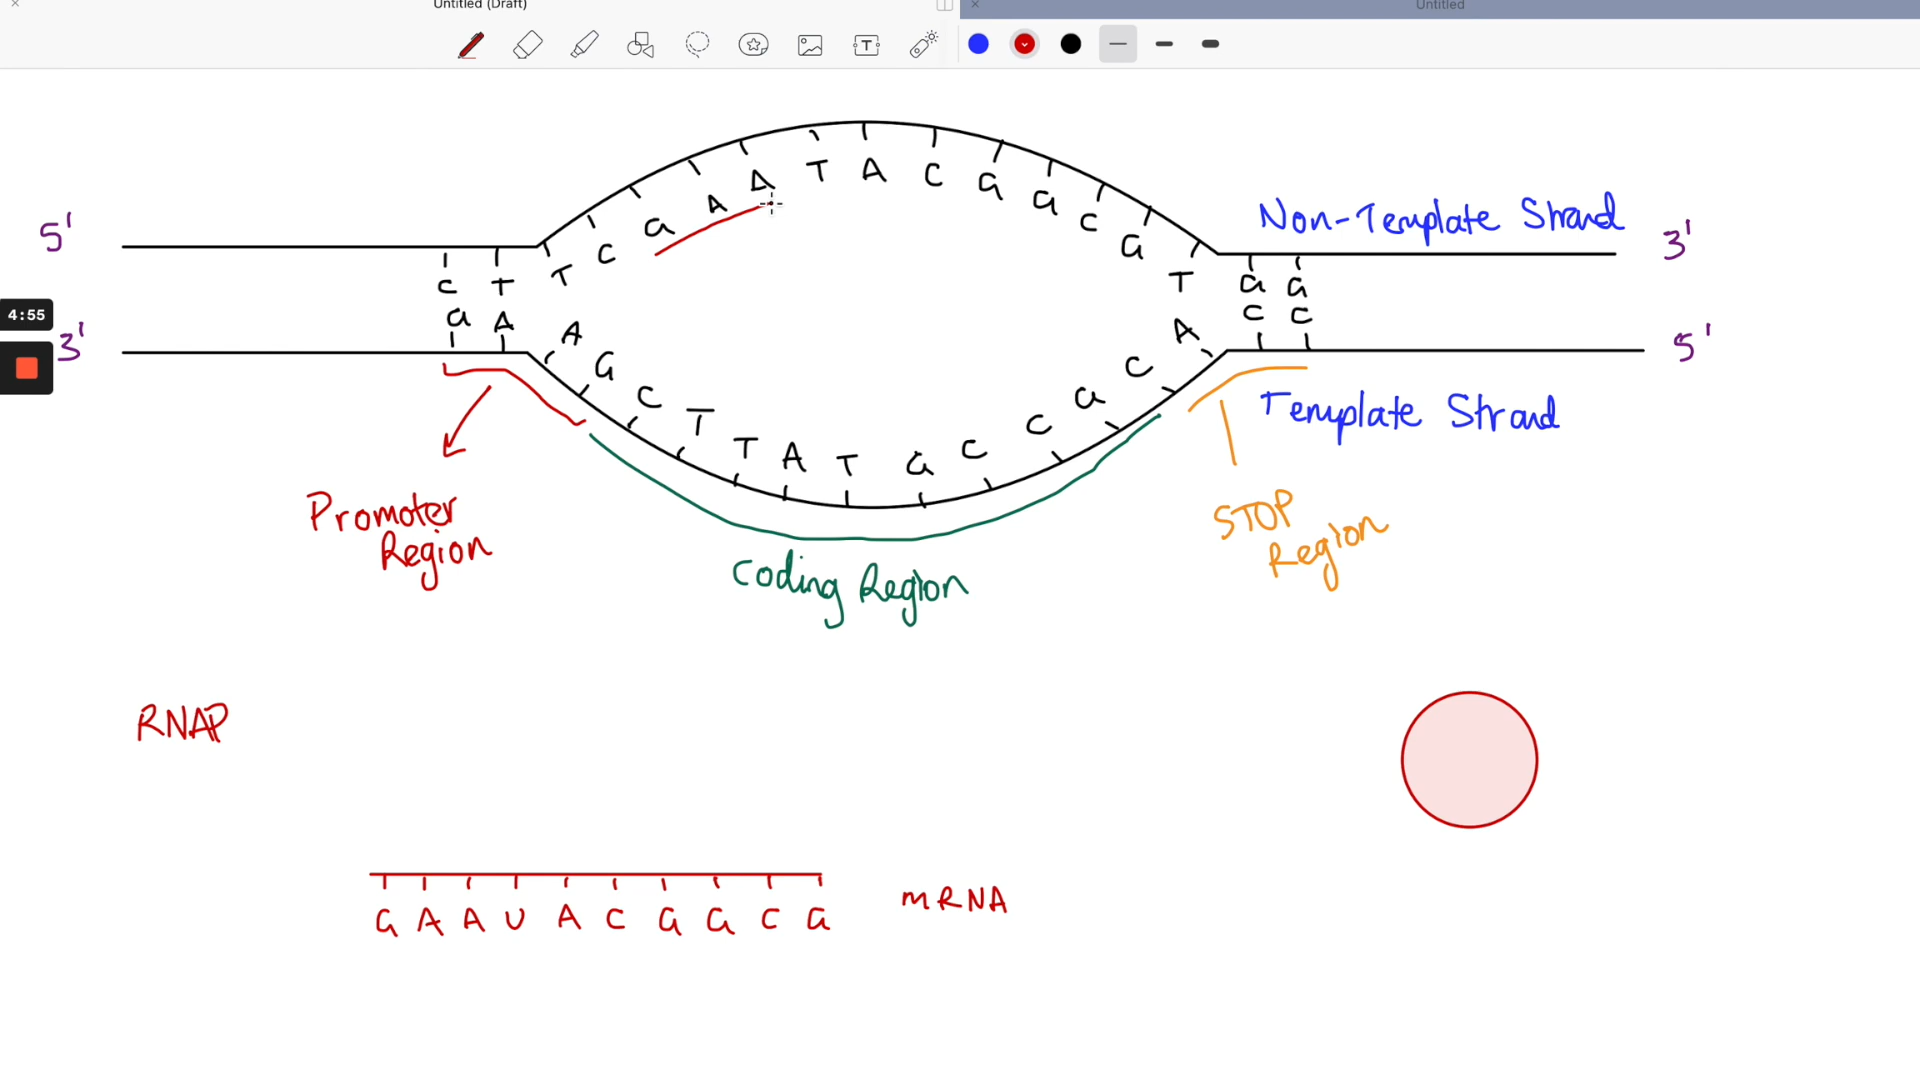 Untitled (Draft)
Untitled
T
A T A C G G C G
A
G
C
T
T
5'
Non-Template Strand
3'
C T
G G
G A
C C
4:55
3'
5'
A G C T T A T G C C G C A
Template Strand
Promoter
Region
STOP
Region
Coding Region
RNAP
G A A U A C G G C G
mRNA